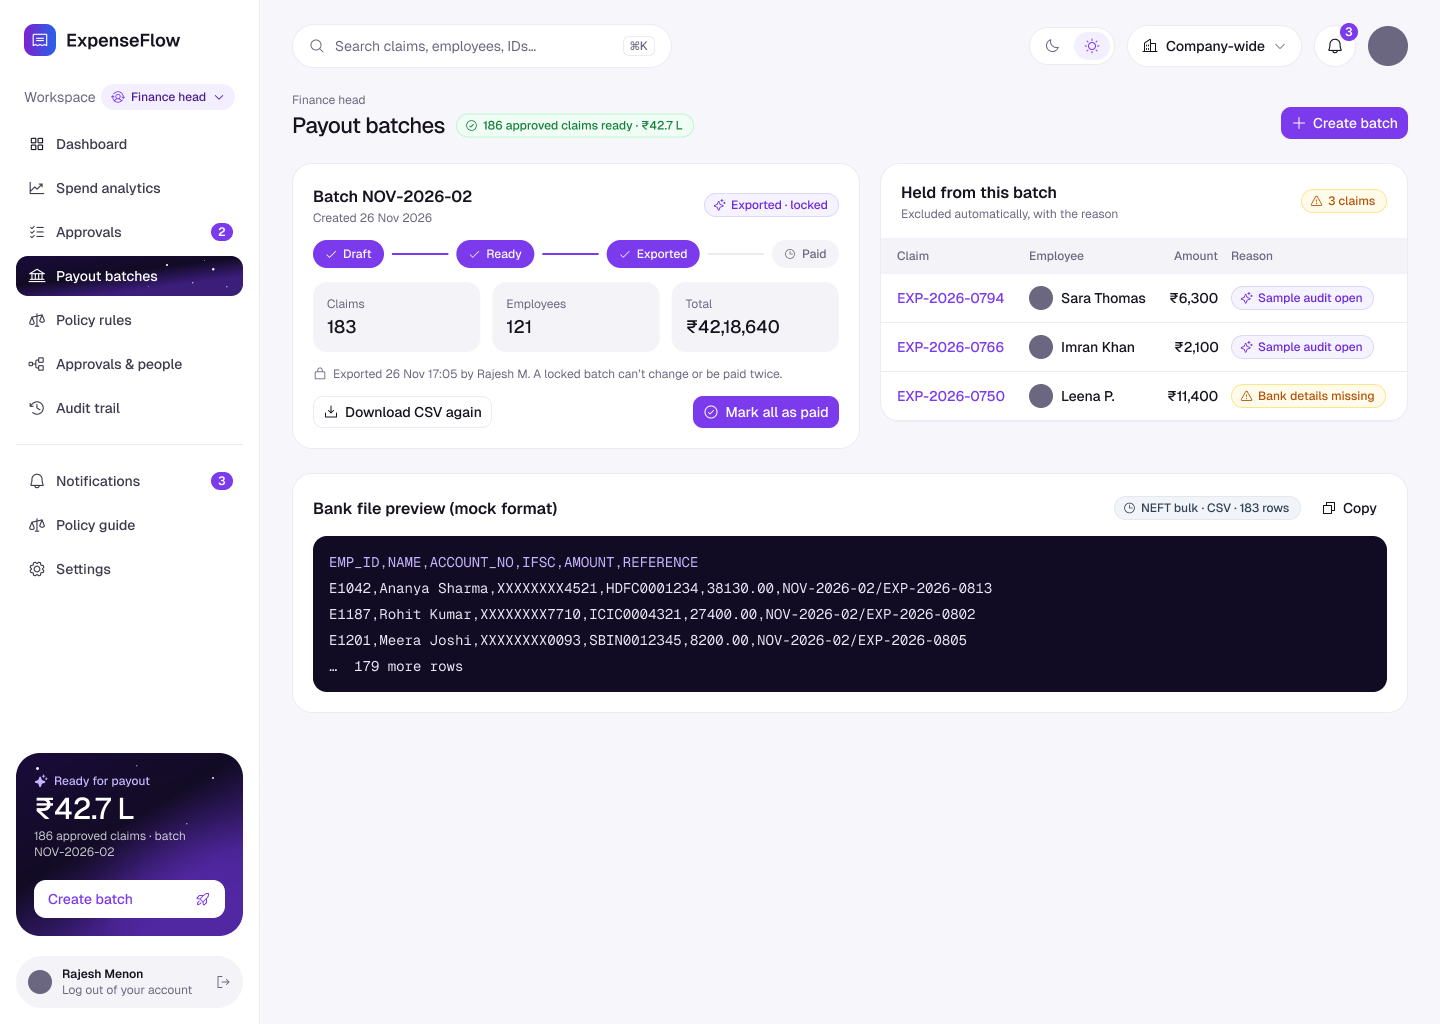 ExpenseFlow
Workspace Finance head
Dashboard
Spend analytics
Approvals 2
Payout batches
Policy rules
Approvals & people
Audit trail
Notifications 3
Policy guide
Settings
Ready for payout
₹42.7 L
186 approved claims · batch
NOV-2026-02
Create batch
Rajesh Menon
Log out of your account
Search claims, employees, IDs… ⌘K
Company-wide
3
Finance head
Payout batches
186 approved claims ready · ₹42.7 L
Create batch
Batch NOV-2026-02
Created 26 Nov 2026
Exported · locked
Draft Ready Exported Paid
Claims Employees Total
183 121 ₹42,18,640
Exported 26 Nov 17:05 by Rajesh M. A locked batch can't change or be paid twice.
Download CSV again Mark all as paid
Held from this batch
Excluded automatically, with the reason
3 claims
Claim Employee Amount Reason
EXP-2026-0794 Sara Thomas ₹6,300 Sample audit open
EXP-2026-0766 Imran Khan ₹2,100 Sample audit open
EXP-2026-0750 Leena P. ₹11,400 Bank details missing
Bank file preview (mock format)
NEFT bulk · CSV · 183 rows Copy
EMP_ID,NAME,ACCOUNT_NO,IFSC,AMOUNT,REFERENCE
E1042,Ananya Sharma,XXXXXXXX4521,HDFC0001234,38130.00,NOV-2026-02/EXP-2026-0813
E1187,Rohit Kumar,XXXXXXXX7710,ICIC0004321,27400.00,NOV-2026-02/EXP-2026-0802
E1201,Meera Joshi,XXXXXXXX0093,SBIN0012345,8200.00,NOV-2026-02/EXP-2026-0805
… 179 more rows